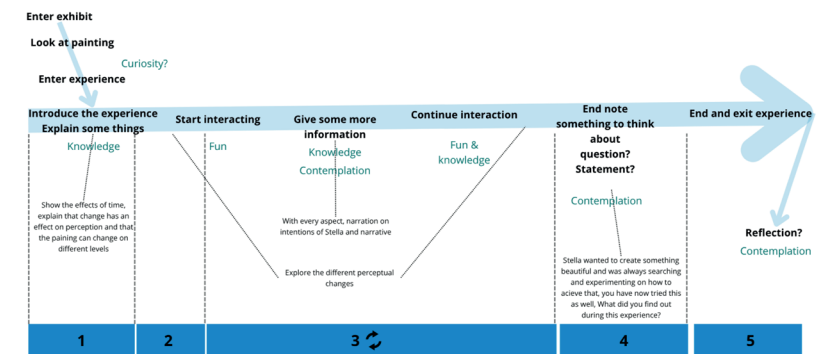 Enter exhibit
Look at painting
Curiosity?
Enter experience
Introduce the experience
Explain some things
Knowledge
Start interacting
Fun
Give some more
information
Knowledge
Contemplation
Continue interaction
Fun &
knowledge
End note
something to think
about
question?
Statement?
Contemplation
End and exit experience
Reflection?
Contemplation
Show the effects of time,
explain that change has an
effect on perception and that
the paining can change on
different levels
With every aspect, narration on
intentions of Stella and narrative
Explore the different perceptual
changes
Stella wanted to create something
beautiful and was always searching
and experimenting on how to
acieve that, you have now tried this
as well, What did you find out
during this experience?
1
2
3
4
5